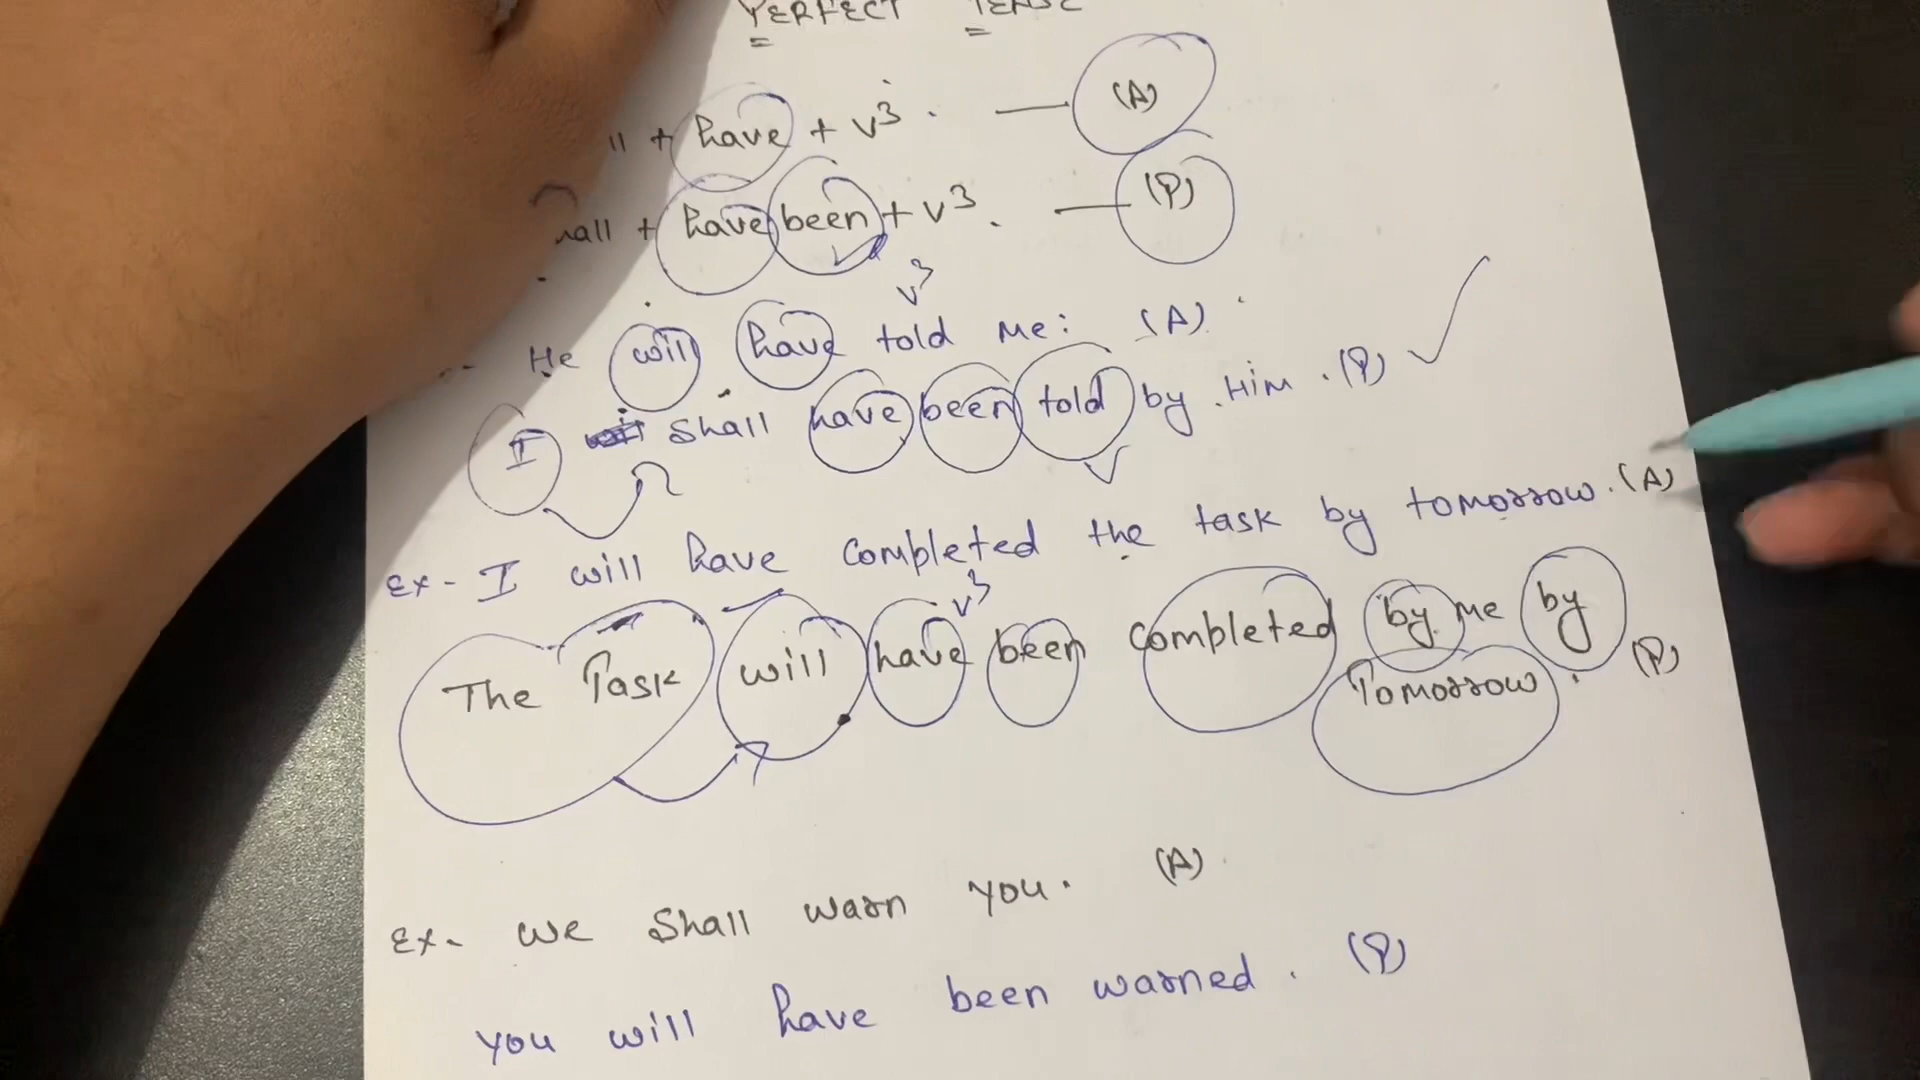 PERFECT TENSE
+ have + v3. — (A)
+ have been + v3. — (P)
v3
He will have told me: (A)
I shall have been told by Him. (P) ✓
Ex- I will have completed the task by tomorrow. (A)
v3
The Task will have been completed by me by
Tomorrow. (P)
Ex- We shall warn you. (A)
You will have been warned. (P)